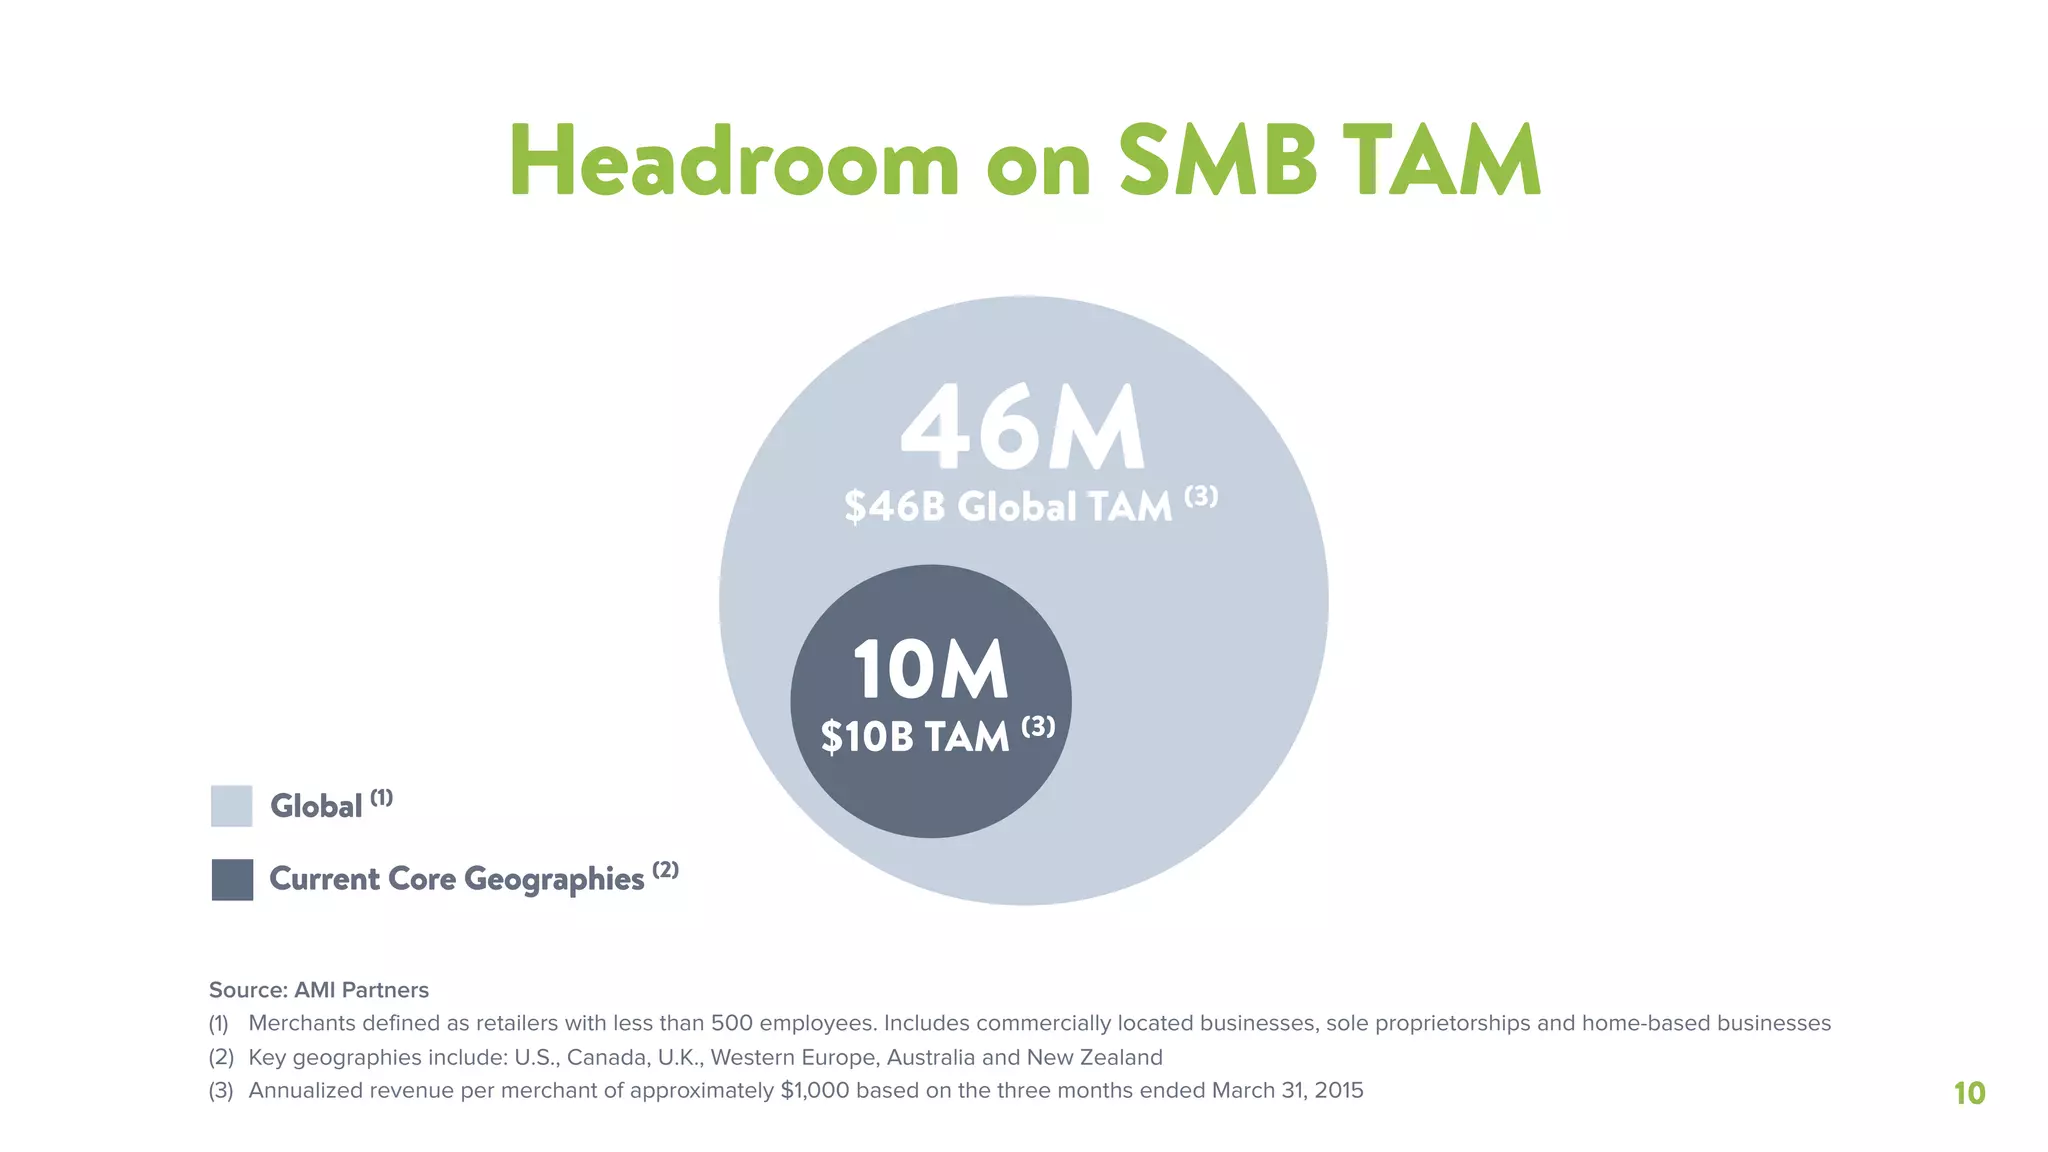 Headroom on SMB TAM
46M
$46B Global TAM (3)
10M
$10B TAM (3)
Global (1)
Current Core Geographies (2)
Source: AMI Partners
(1) Merchants defined as retailers with less than 500 employees. Includes commercially located businesses, sole proprietorships and home-based businesses
(2) Key geographies include: U.S., Canada, U.K., Western Europe, Australia and New Zealand
(3) Annualized revenue per merchant of approximately $1,000 based on the three months ended March 31, 2015
10